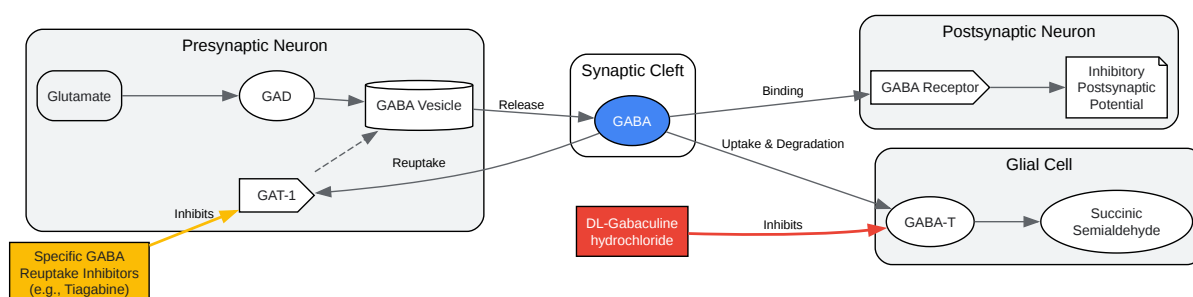 Presynaptic Neuron
Glutamate
GAD
GABA Vesicle
Release
Reuptake
GAT-1
Inhibits
Specific GABA
Reuptake Inhibitors
(e.g., Tiagabine)
Synaptic Cleft
GABA
Binding
Uptake & Degradation
DL-Gabaculine
hydrochloride
Inhibits
Postsynaptic Neuron
GABA Receptor
Inhibitory
Postsynaptic
Potential
Glial Cell
GABA-T
Succinic
Semialdehyde